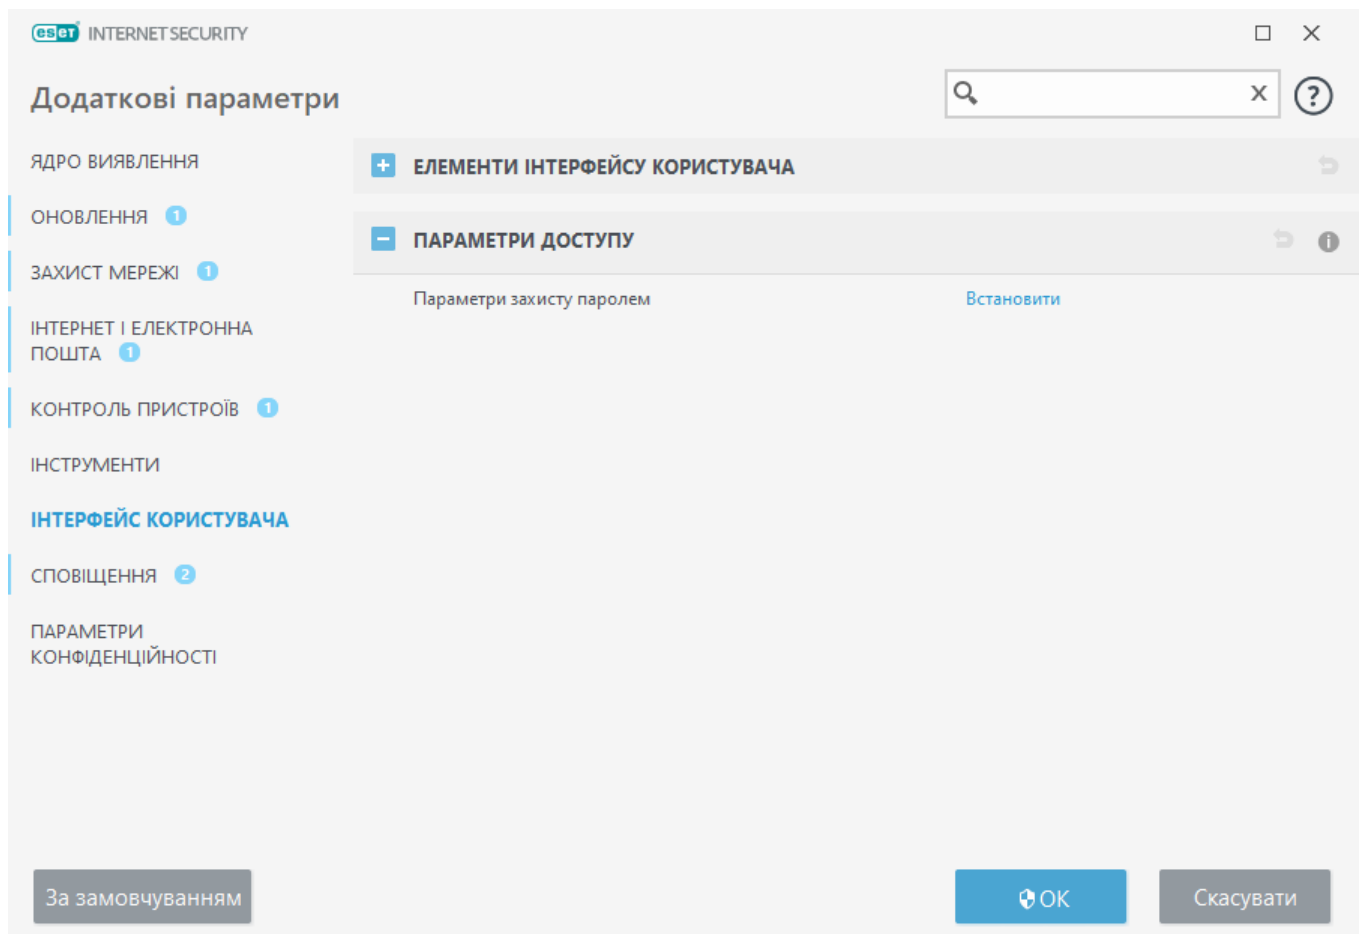 eset INTERNET SECURITY
Додаткові параметри
X
?
ЯДРО ВИЯВЛЕННЯ
ОНОВЛЕННЯ 1
ЗАХИСТ МЕРЕЖІ 1
ІНТЕРНЕТ І ЕЛЕКТРОННА
ПОШТА 1
КОНТРОЛЬ ПРИСТРОЇВ 1
ІНСТРУМЕНТИ
ІНТЕРФЕЙС КОРИСТУВАЧА
СПОВІЩЕННЯ 2
ПАРАМЕТРИ
КОНФІДЕНЦІЙНОСТІ
ЕЛЕМЕНТИ ІНТЕРФЕЙСУ КОРИСТУВАЧА
ПАРАМЕТРИ ДОСТУПУ
Параметри захисту паролем Встановити
За замовчуванням
OK
Скасувати